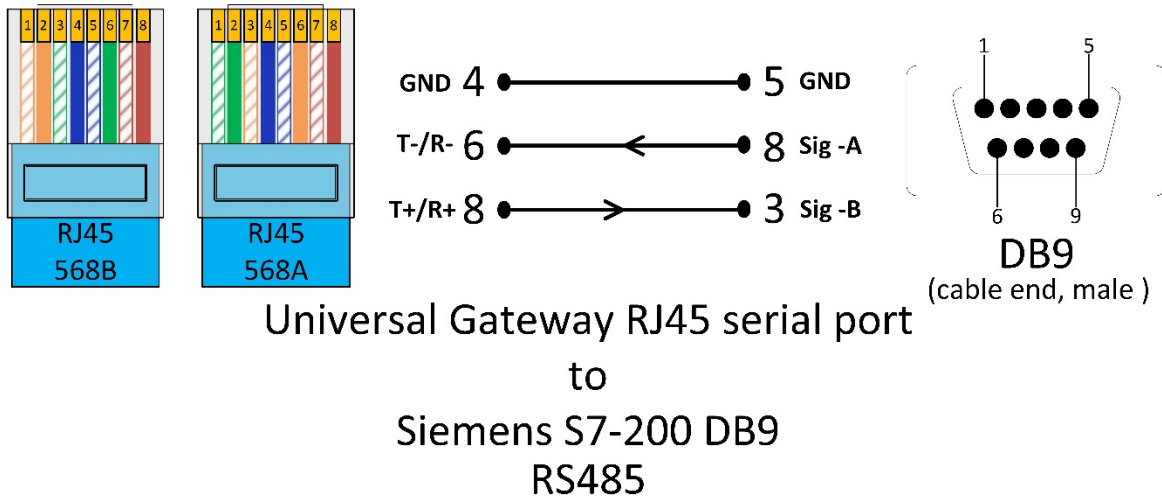 1 2 3 4 5 6 7 8
RJ45
568B
1 2 3 4 5 6 7 8
RJ45
568A
GND 4 5 GND
T-/R- 6 8 Sig -A
T+/R+ 8 3 Sig -B
1 5
6 9
DB9
(cable end, male )
Universal Gateway RJ45 serial port
to
Siemens S7-200 DB9
RS485